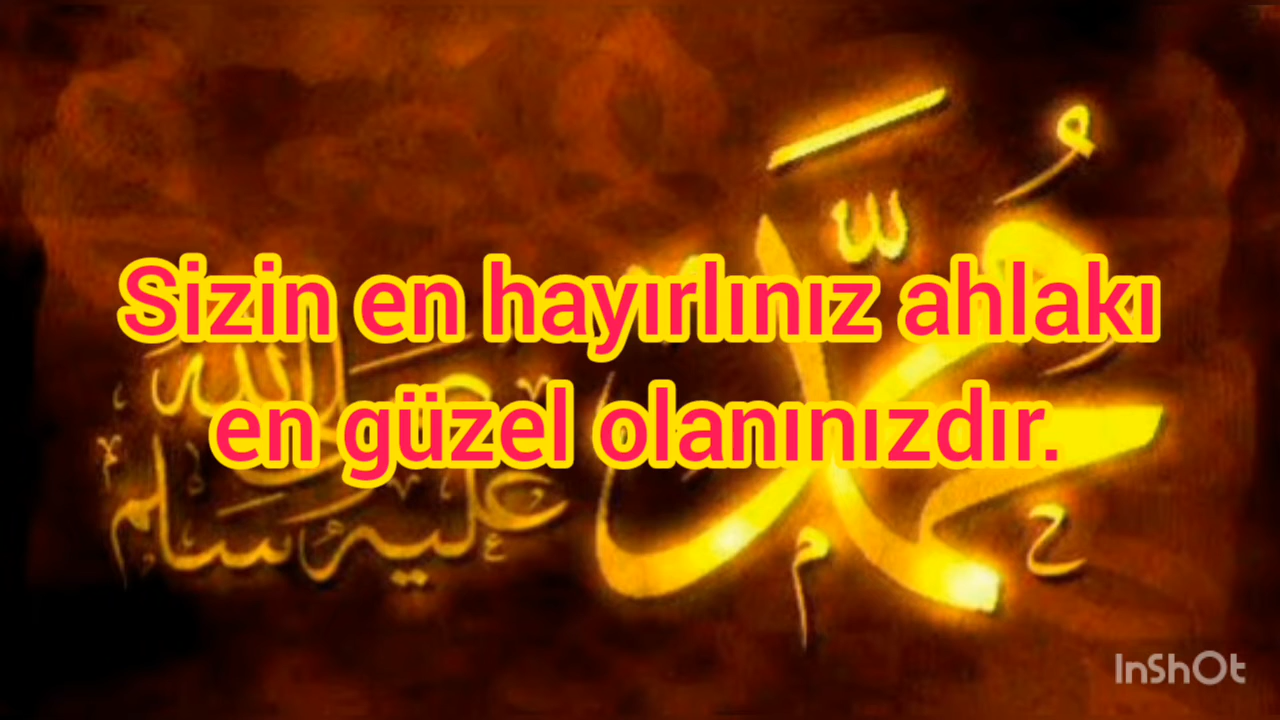 Sizin en hayırlınız ahlakı
en güzel olanınızdır.
محمد
صلى الله
عليه وسلم
InShOt